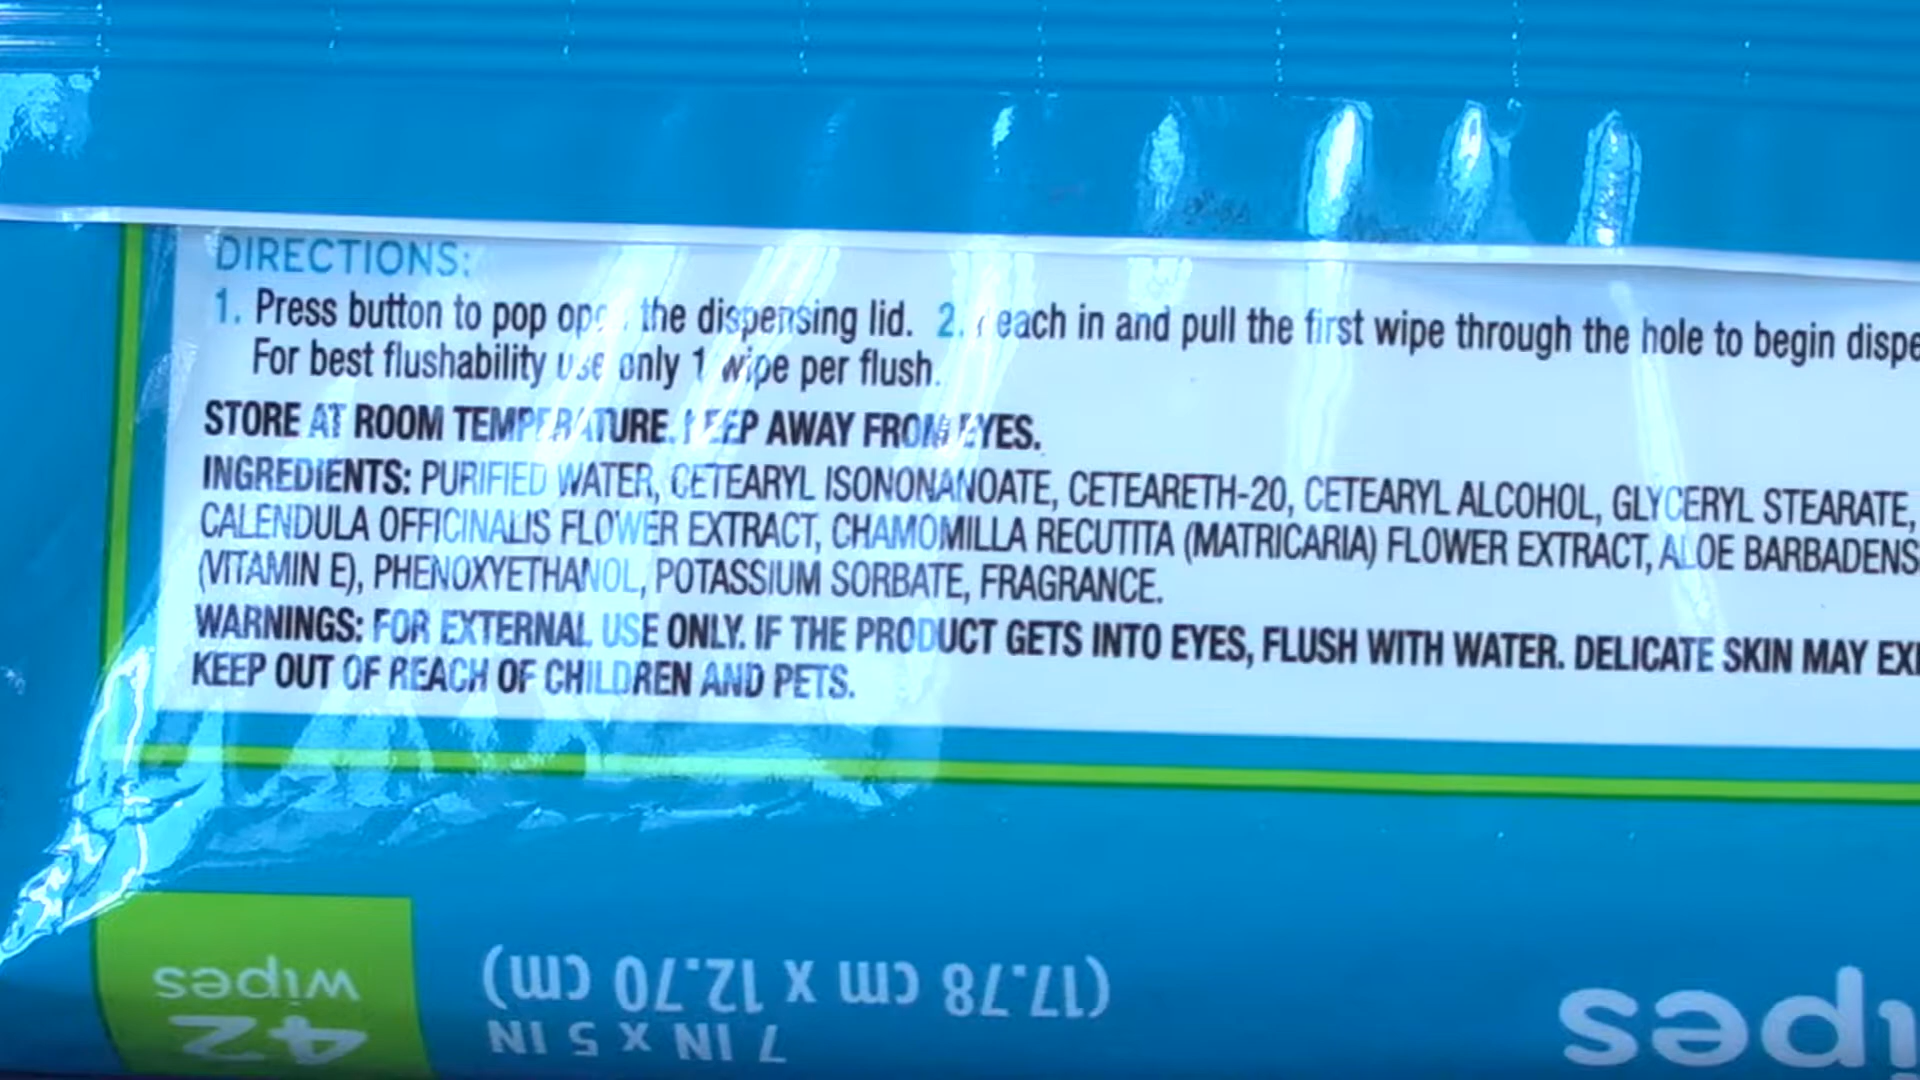 DIRECTIONS:
1. Press button to pop open the dispensing lid. 2. Reach in and pull the first wipe through the hole to begin dispe
For best flushability use only 1 wipe per flush.
STORE AT ROOM TEMPERATURE. KEEP AWAY FROM EYES.
INGREDIENTS: PURIFIED WATER, CETEARYL ISONONANOATE, CETEARETH-20, CETEARYL ALCOHOL, GLYCERYL STEARATE,
CALENDULA OFFICINALIS FLOWER EXTRACT, CHAMOMILLA RECUTITA (MATRICARIA) FLOWER EXTRACT, ALOE BARBADENS
(VITAMIN E), PHENOXYETHANOL, POTASSIUM SORBATE, FRAGRANCE.
WARNINGS: FOR EXTERNAL USE ONLY. IF THE PRODUCT GETS INTO EYES, FLUSH WITH WATER. DELICATE SKIN MAY EX
KEEP OUT OF REACH OF CHILDREN AND PETS.
42
wipes
7 IN X 5 IN
(17.78 cm x 12.70 cm)
ipes